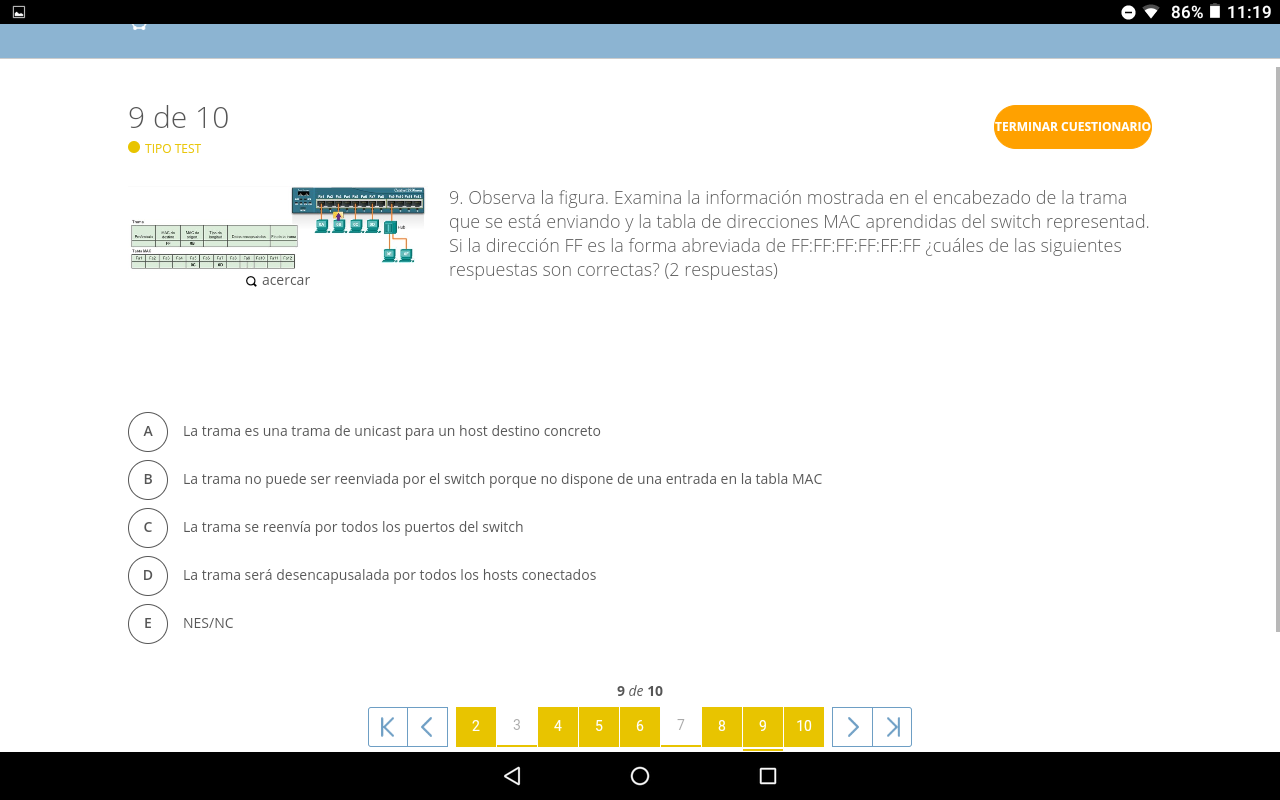 86% 11:19
9 de 10
TERMINAR CUESTIONARIO
TIPO TEST
9. Observa la figura. Examina la información mostrada en el encabezado de la trama
que se está enviando y la tabla de direcciones MAC aprendidas del switch representad.
Si la dirección FF es la forma abreviada de FF:FF:FF:FF:FF:FF ¿cuáles de las siguientes
respuestas son correctas? (2 respuestas)
Trama
acercar
A La trama es una trama de unicast para un host destino concreto
B La trama no puede ser reenviada por el switch porque no dispone de una entrada en la tabla MAC
C La trama se reenvía por todos los puertos del switch
D La trama será desencapusalada por todos los hosts conectados
E NES/NC
9 de 10
2 3 4 5 6 7 8 9 10